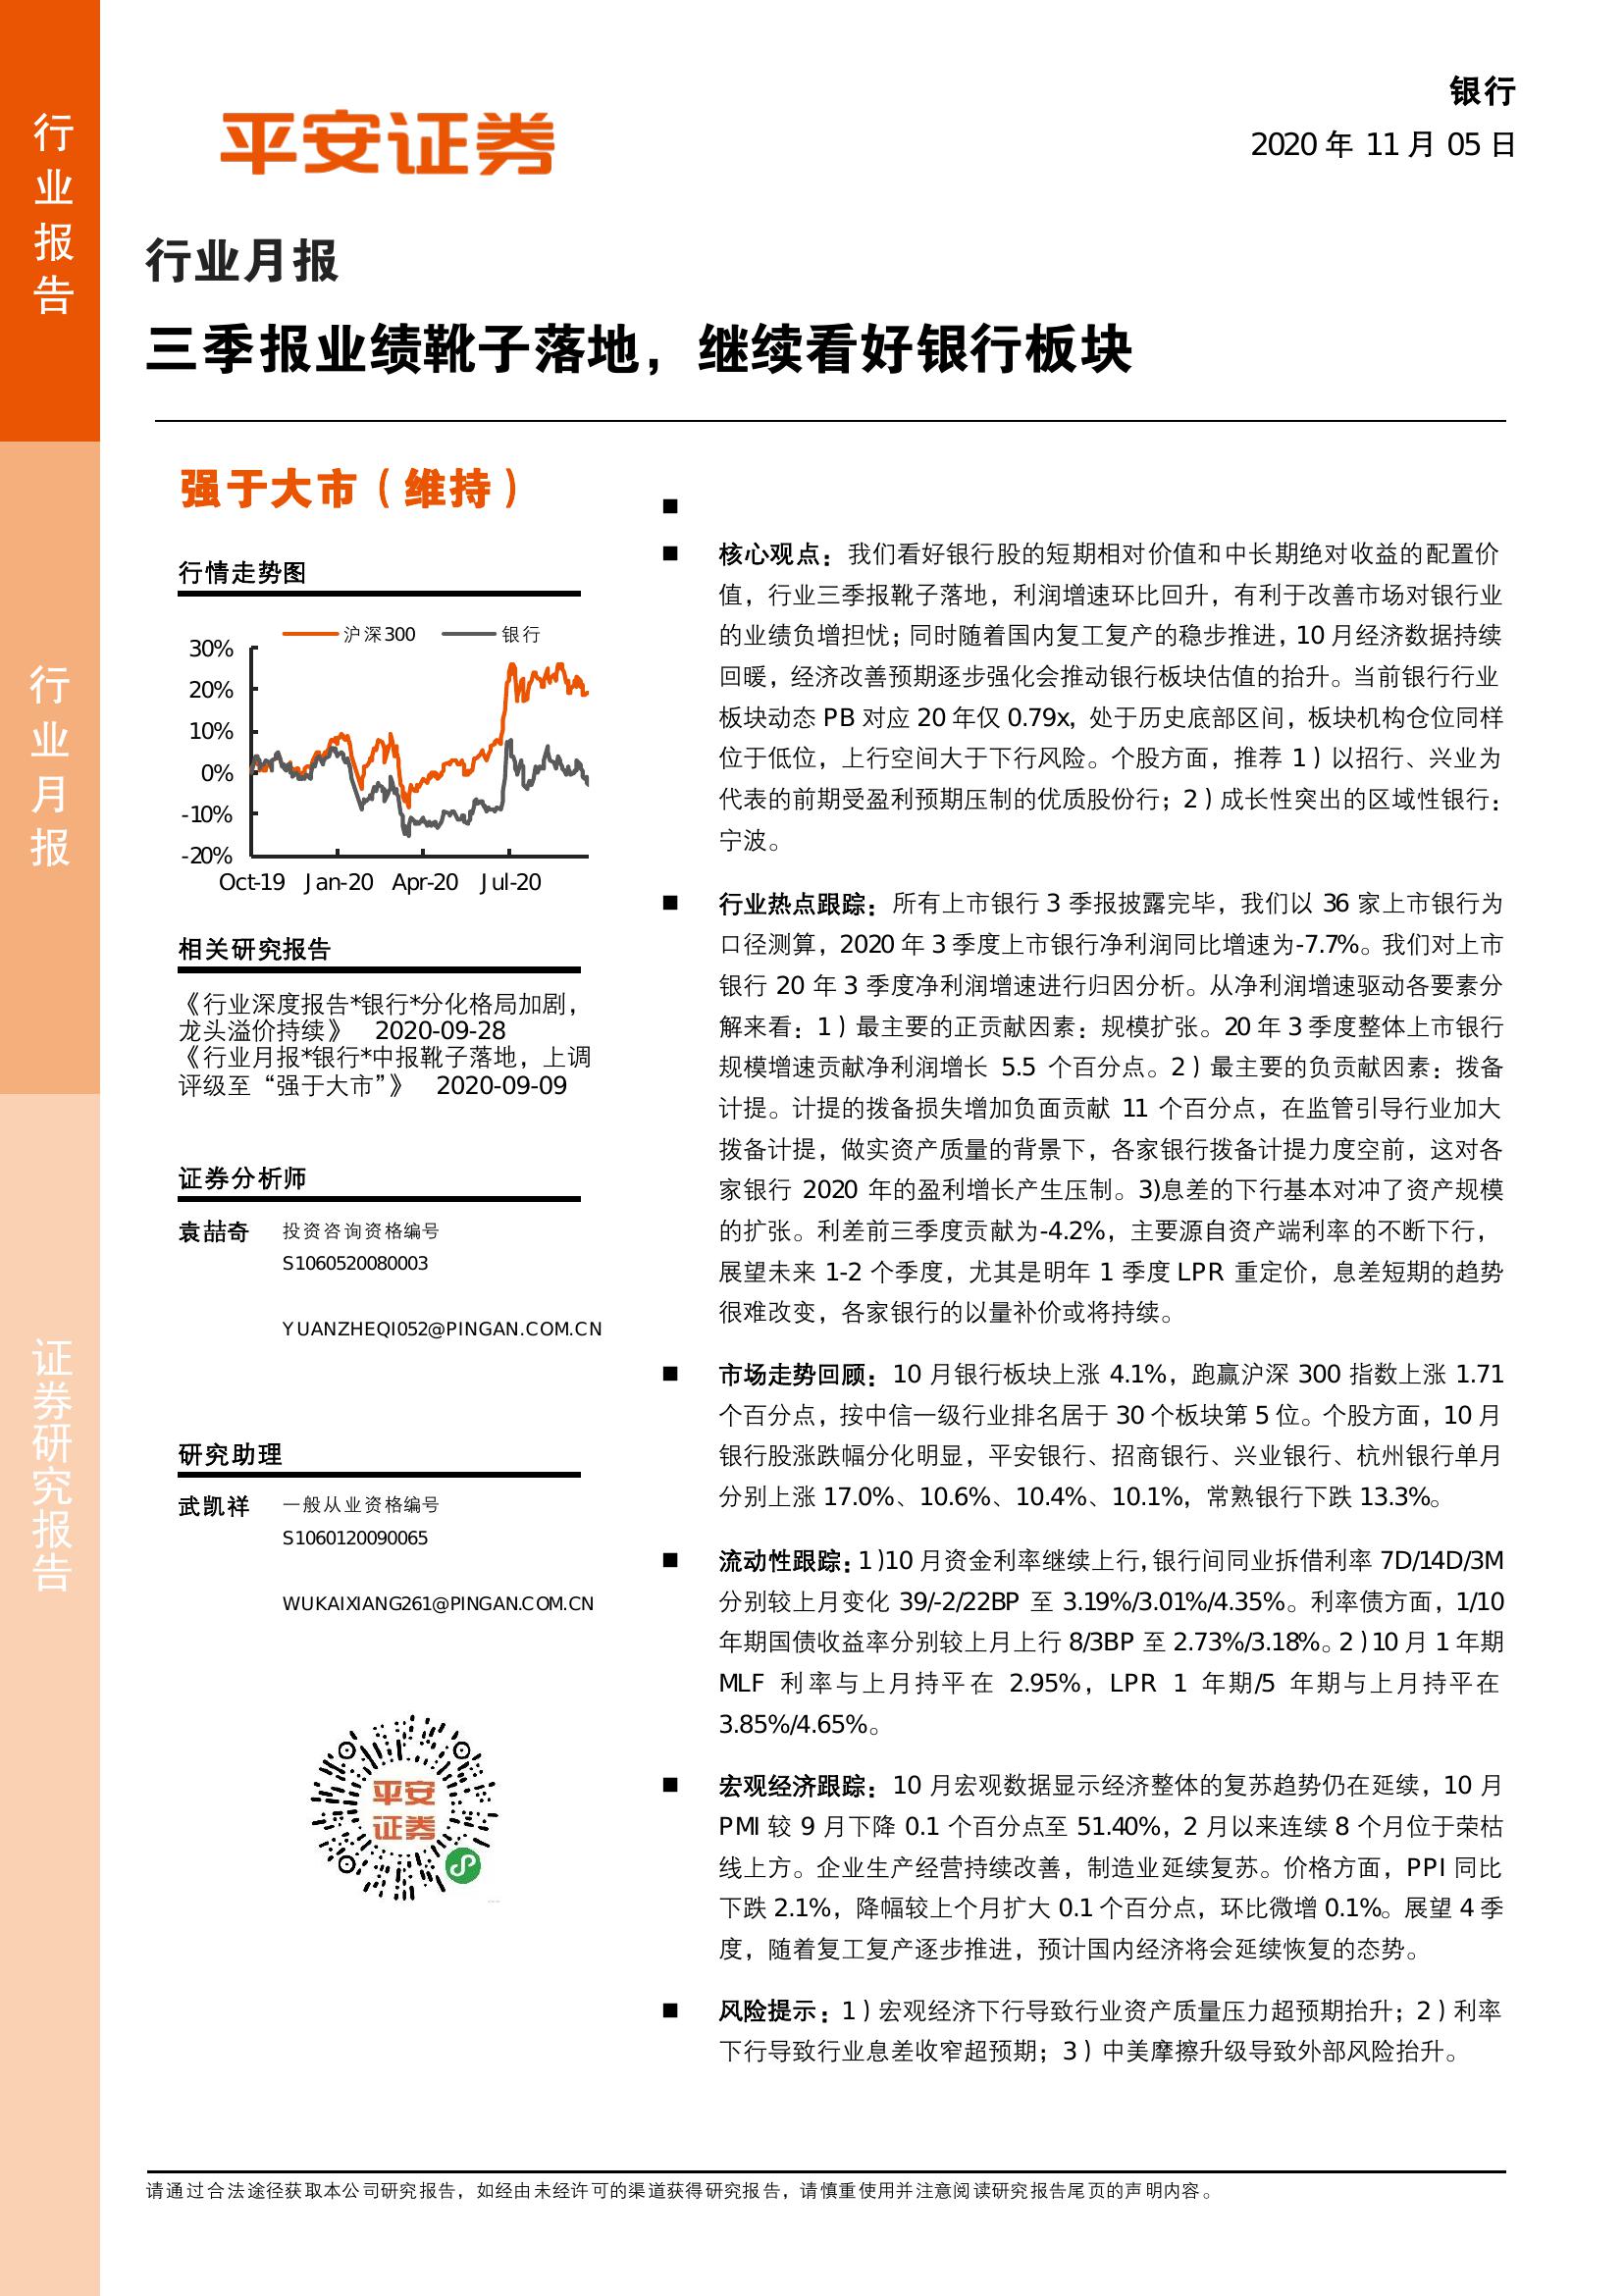 行业报告
行业月报
证券研究报告
平安证券
银行
2020 年 11 月 05 日
行业月报
三季报业绩靴子落地，继续看好银行板块
强于大市（维持）
行情走势图
沪深300 银行
30%
20%
10%
0%
-10%
-20%
Oct-19 Jan-20 Apr-20 Jul-20
相关研究报告
《行业深度报告*银行*分化格局加剧，
龙头溢价持续》 2020-09-28
《行业月报*银行*中报靴子落地，上调
评级至“强于大市”》 2020-09-09
证券分析师
袁喆奇 投资咨询资格编号
S1060520080003
YUANZHEQI052@PINGAN.COM.CN
研究助理
武凯祥 一般从业资格编号
S1060120090065
WUKAIXIANG261@PINGAN.COM.CN
平安
证券
■
■ 核心观点：我们看好银行股的短期相对价值和中长期绝对收益的配置价
值，行业三季报靴子落地，利润增速环比回升，有利于改善市场对银行业
的业绩负增担忧；同时随着国内复工复产的稳步推进，10 月经济数据持续
回暖，经济改善预期逐步强化会推动银行板块估值的抬升。当前银行行业
板块动态 PB 对应 20 年仅 0.79x，处于历史底部区间，板块机构仓位同样
位于低位，上行空间大于下行风险。个股方面，推荐 1）以招行、兴业为
代表的前期受盈利预期压制的优质股份行；2）成长性突出的区域性银行：
宁波。
■ 行业热点跟踪：所有上市银行 3 季报披露完毕，我们以 36 家上市银行为
口径测算，2020 年 3 季度上市银行净利润同比增速为-7.7%。我们对上市
银行 20 年 3 季度净利润增速进行归因分析。从净利润增速驱动各要素分
解来看：1）最主要的正贡献因素：规模扩张。20 年 3 季度整体上市银行
规模增速贡献净利润增长 5.5 个百分点。2）最主要的负贡献因素：拨备
计提。计提的拨备损失增加负面贡献 11 个百分点，在监管引导行业加大
拨备计提，做实资产质量的背景下，各家银行拨备计提力度空前，这对各
家银行 2020 年的盈利增长产生压制。3)息差的下行基本对冲了资产规模
的扩张。利差前三季度贡献为-4.2%，主要源自资产端利率的不断下行，
展望未来 1-2 个季度，尤其是明年 1 季度 LPR 重定价，息差短期的趋势
很难改变，各家银行的以量补价或将持续。
■ 市场走势回顾：10 月银行板块上涨 4.1%，跑赢沪深 300 指数上涨 1.71
个百分点，按中信一级行业排名居于 30 个板块第 5 位。个股方面，10 月
银行股涨跌幅分化明显，平安银行、招商银行、兴业银行、杭州银行单月
分别上涨 17.0%、10.6%、10.4%、10.1%，常熟银行下跌 13.3%。
■ 流动性跟踪：1)10 月资金利率继续上行，银行间同业拆借利率 7D/14D/3M
分别较上月变化 39/-2/22BP 至 3.19%/3.01%/4.35%。利率债方面，1/10
年期国债收益率分别较上月上行 8/3BP 至 2.73%/3.18%。2)10 月 1 年期
MLF 利率与上月持平在 2.95%，LPR 1 年期/5 年期与上月持平在
3.85%/4.65%。
■ 宏观经济跟踪：10 月宏观数据显示经济整体的复苏趋势仍在延续，10 月
PMI 较 9 月下降 0.1 个百分点至 51.40%，2 月以来连续 8 个月位于荣枯
线上方。企业生产经营持续改善，制造业延续复苏。价格方面，PPI 同比
下跌 2.1%，降幅较上个月扩大 0.1 个百分点，环比微增 0.1%。展望 4 季
度，随着复工复产逐步推进，预计国内经济将会延续恢复的态势。
■ 风险提示：1）宏观经济下行导致行业资产质量压力超预期抬升；2）利率
下行导致行业息差收窄超预期；3）中美摩擦升级导致外部风险抬升。
请通过合法途径获取本公司研究报告，如经由未经许可的渠道获得研究报告，请慎重使用并注意阅读研究报告尾页的声明内容。